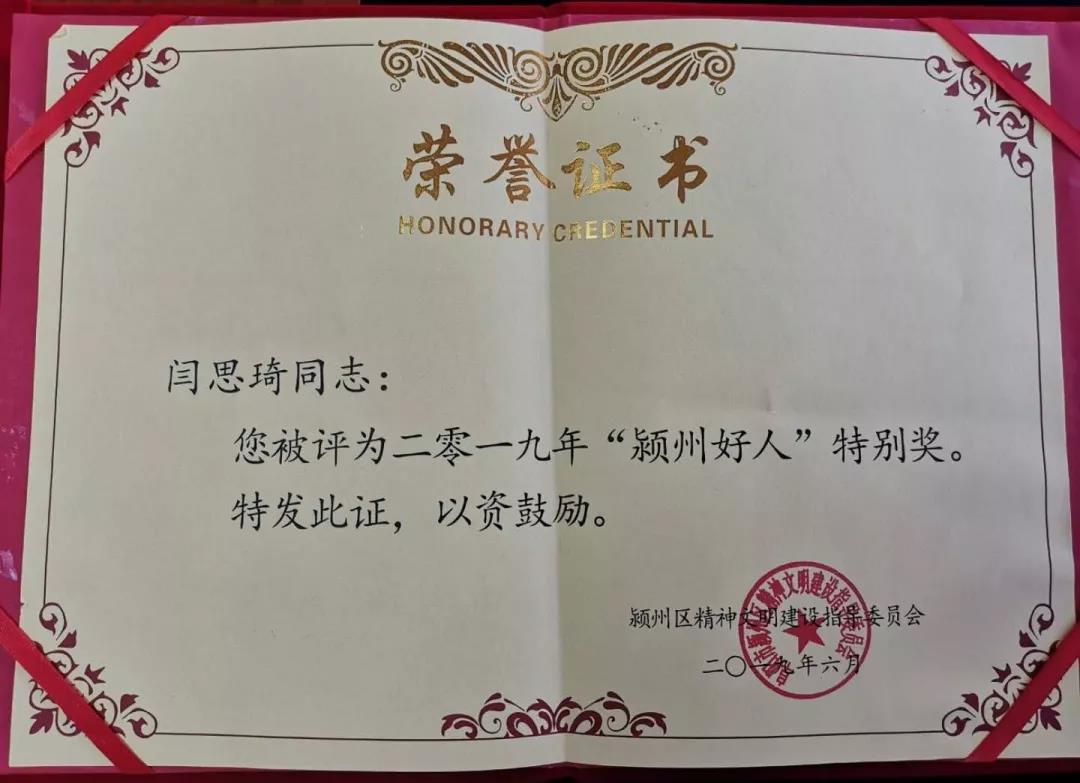 荣誉证书
HONORARY CREDENTIAL
闫思琦同志：
您被评为二零一九年“颍州好人”特别奖。
特发此证，以资鼓励。
颍州区精神文明建设指导委员会
二〇一九年六月